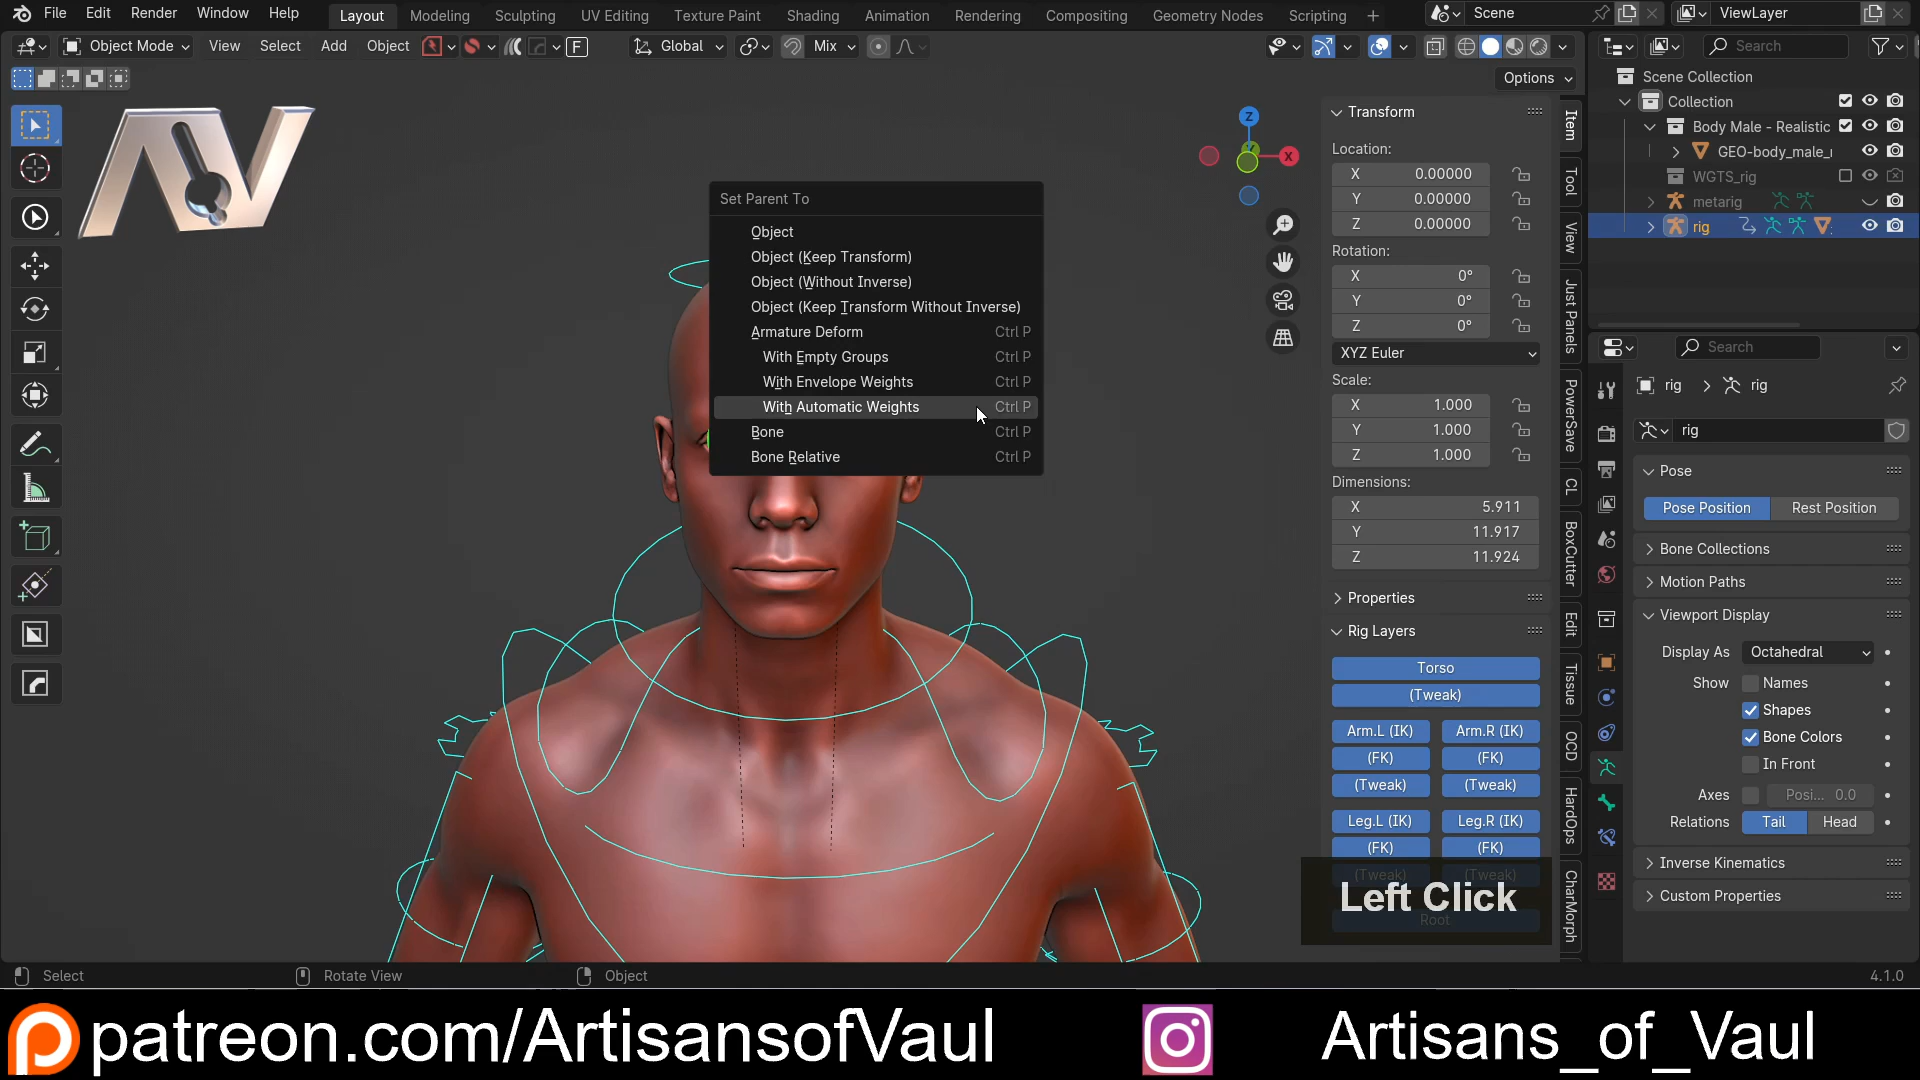 File Edit Render Window Help Layout Modeling Sculpting UV Editing Texture Paint Shading Animation Rendering Compositing Geometry Nodes Scripting + Scene ViewLayer
Object Mode View Select Add Object F Global Mix Search
Options
Scene Collection
Collection
Body Male - Realistic
GEO-body_male_
WGTS_rig
metarig
rig
AV
Z
X
Transform
Location:
X 0.00000
Y 0.00000
Z 0.00000
Rotation:
X 0°
Y 0°
Z 0°
XYZ Euler
Scale:
X 1.000
Y 1.000
Z 1.000
Dimensions:
X 5.911
Y 11.917
Z 11.924
Properties
Rig Layers
Torso
(Tweak)
Arm.L (IK) Arm.R (IK)
(FK) (FK)
(Tweak) (Tweak)
Leg.L (IK) Leg.R (IK)
(FK) (FK)
(Tweak) (Tweak)
Root
Left Click
Item
Tool
View
Just Panels
PowerSave
CL
BoxCutter
Edit
Tissue
OCD
HardOps
CharMorph
Set Parent To
Object
Object (Keep Transform)
Object (Without Inverse)
Object (Keep Transform Without Inverse)
Armature Deform Ctrl P
With Empty Groups Ctrl P
With Envelope Weights Ctrl P
With Automatic Weights Ctrl P
Bone Ctrl P
Bone Relative Ctrl P
Search
rig > rig
rig
Pose
Pose Position Rest Position
Bone Collections
Motion Paths
Viewport Display
Display As Octahedral
Show Names
Shapes
Bone Colors
In Front
Axes Posi... 0.0
Relations Tail Head
Inverse Kinematics
Custom Properties
Select Rotate View Object 4.1.0
patreon.com/ArtisansofVaul Artisans_of_Vaul